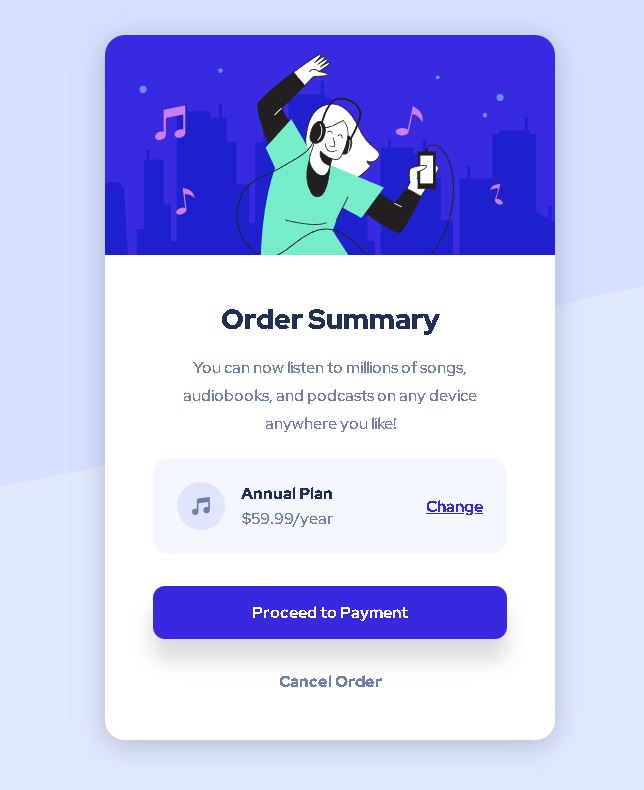 Order Summary
You can now listen to millions of songs,
audiobooks, and podcasts on any device
anywhere you like!
Annual Plan
$59.99/year
Change
Proceed to Payment
Cancel Order